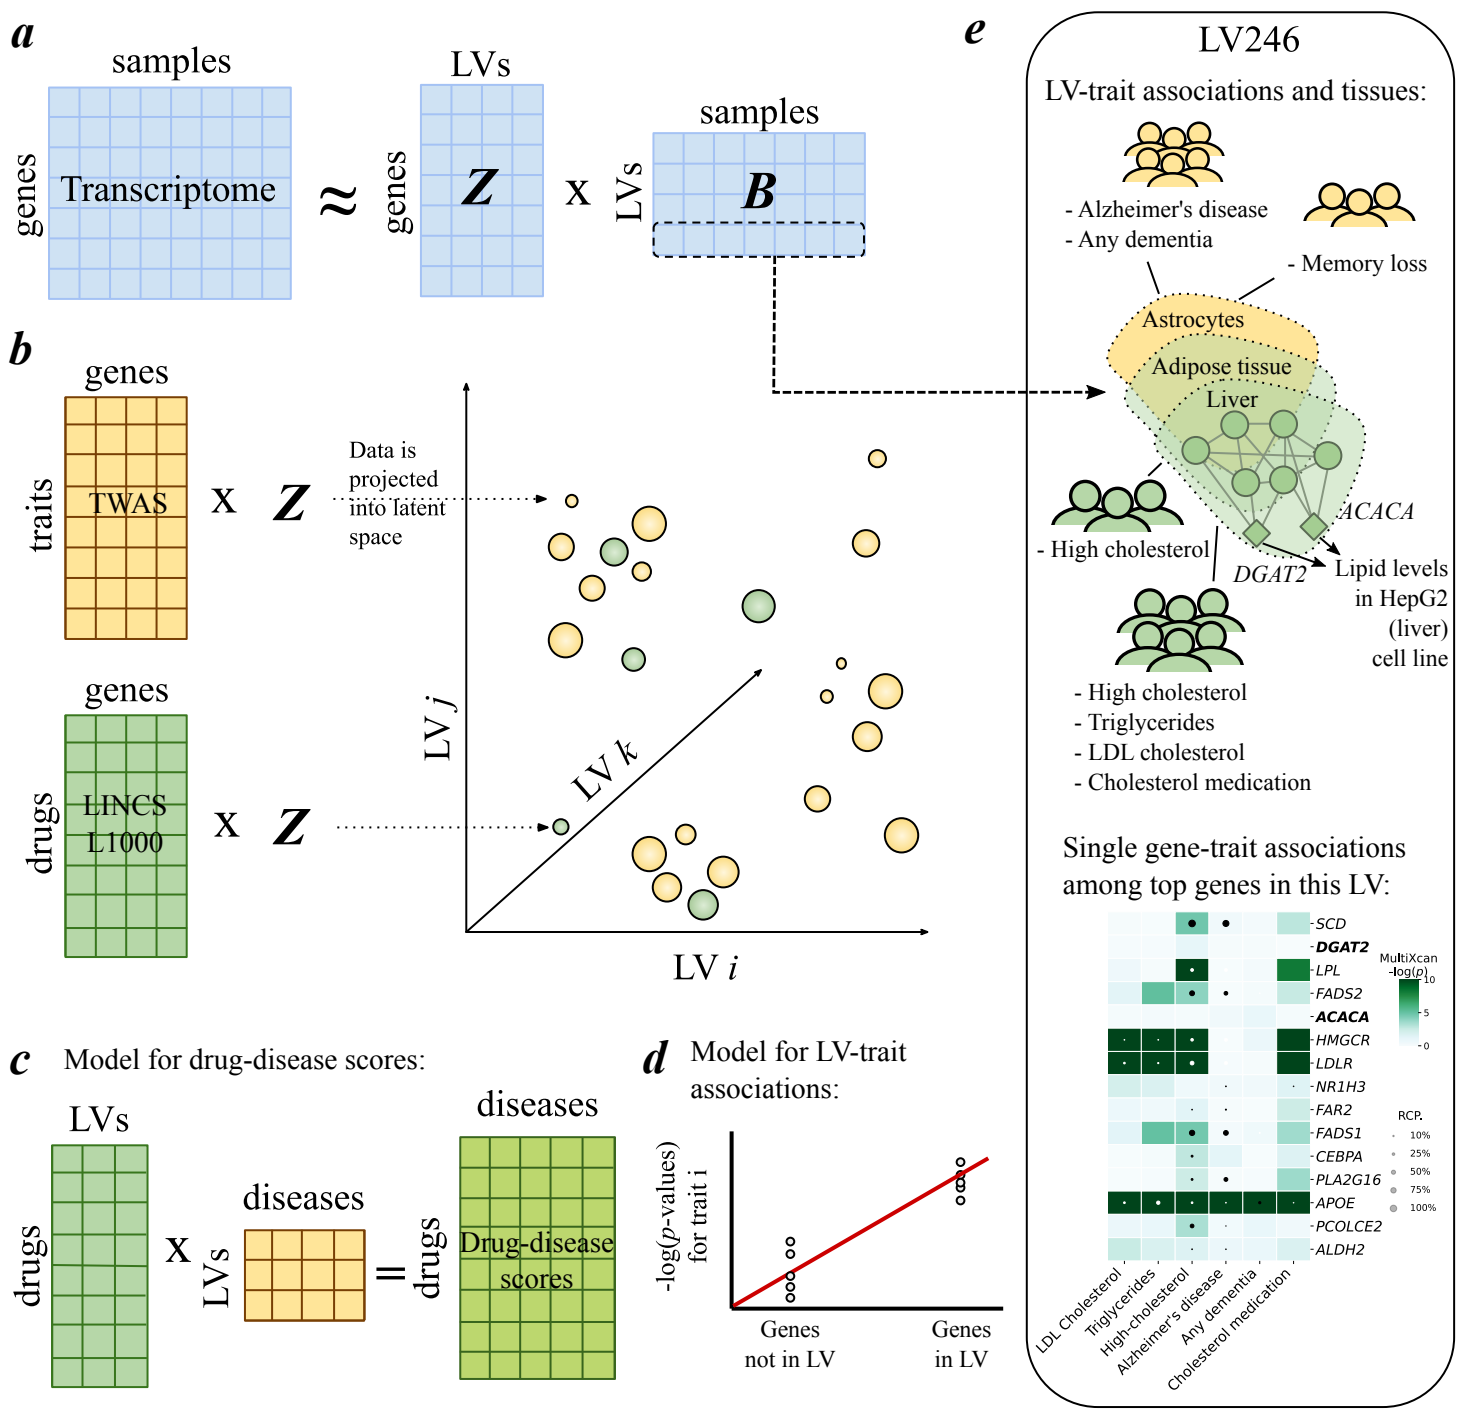 a
samples
genes
Transcriptome
≈
LVs
genes
Z
x
samples
LVs
B
b
genes
traits
TWAS
x
Z
Data is
projected
into latent
space
genes
drugs
LINCS
L1000
x
Z
LV j
LV k
LV i
c
Model for drug-disease scores:
LVs
drugs
x
diseases
LVs
=
diseases
drugs
Drug-disease
scores
d
Model for LV-trait
associations:
-log(p-values)
for trait i
Genes
not in LV
Genes
in LV
e
LV246
LV-trait associations and tissues:
- Alzheimer's disease
- Any dementia
- Memory loss
Astrocytes
Adipose tissue
Liver
ACACA
DGAT2
- High cholesterol
Lipid levels
in HepG2
(liver)
cell line
- High cholesterol
- Triglycerides
- LDL cholesterol
- Cholesterol medication
Single gene-trait associations
among top genes in this LV:
SCD
DGAT2
LPL
FADS2
ACACA
HMGCR
LDLR
NR1H3
FAR2
FADS1
CEBPA
PLA2G16
APOE
PCOLCE2
ALDH2
MultiXcan
-log(p)
10
5
0
RCP.
10%
25%
50%
75%
100%
LDL Cholesterol
Triglycerides
High-cholesterol
Alzheimer's disease
Any dementia
Cholesterol medication